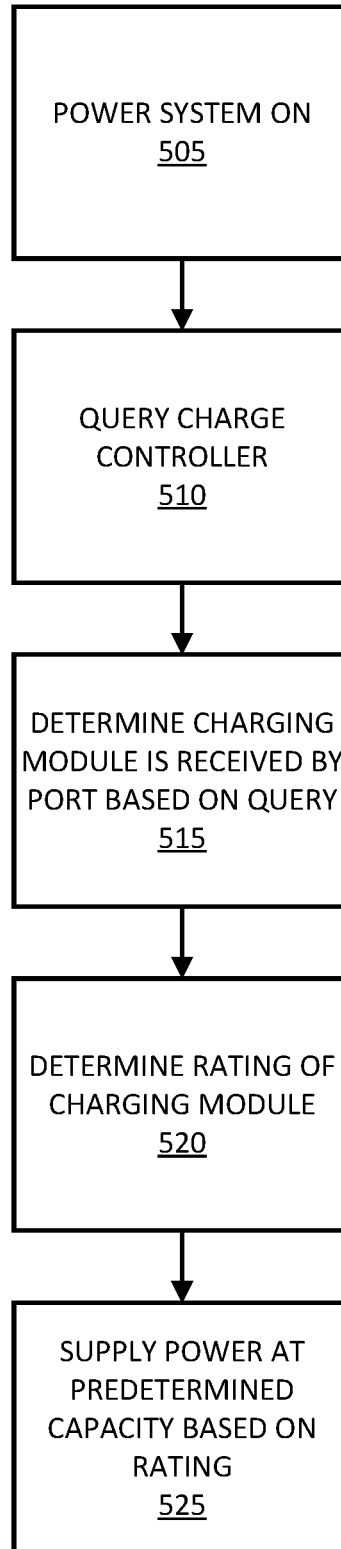 POWER SYSTEM ON
505
QUERY CHARGE
CONTROLLER
510
DETERMINE CHARGING
MODULE IS RECEIVED BY
PORT BASED ON QUERY
515
DETERMINE RATING OF
CHARGING MODULE
520
SUPPLY POWER AT
PREDETERMINED
CAPACITY BASED ON
RATING
525